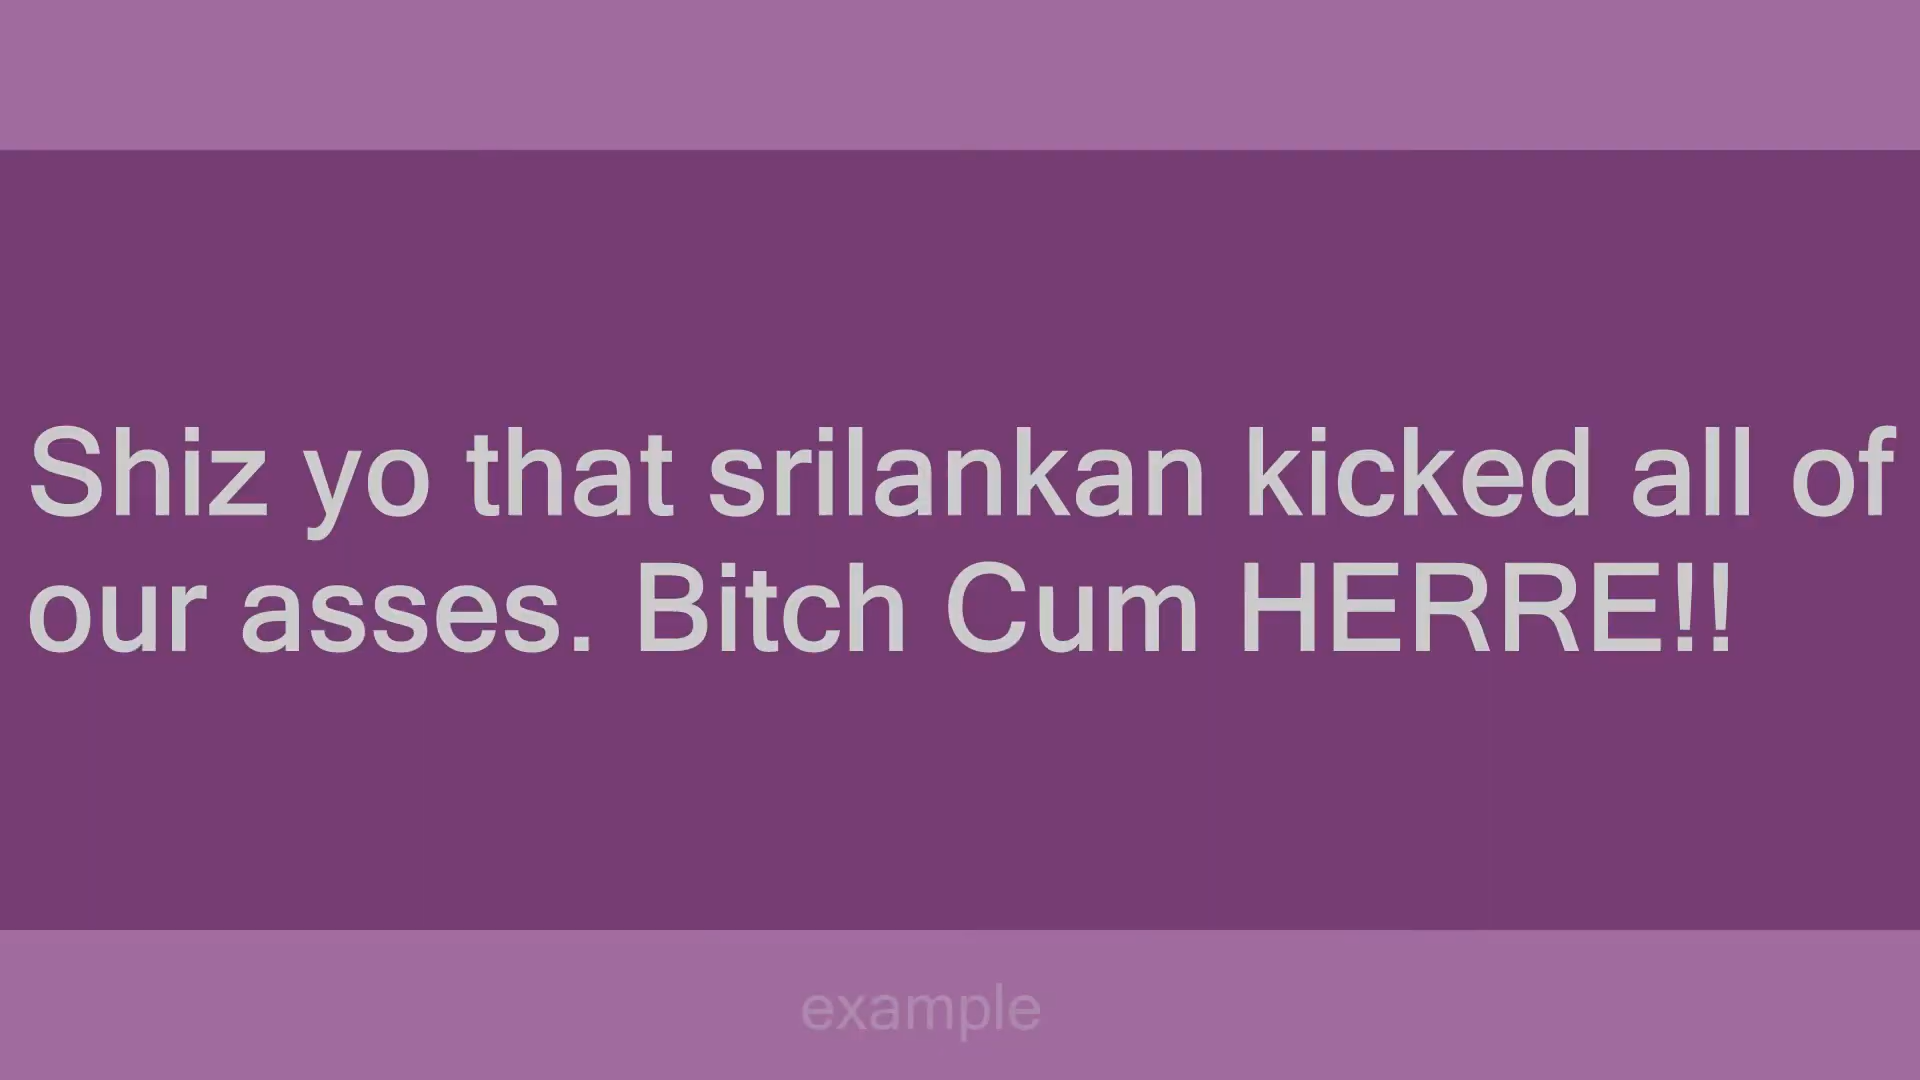 Shiz yo that srilankan kicked all of
our asses. Bitch Cum HERRE!!
example